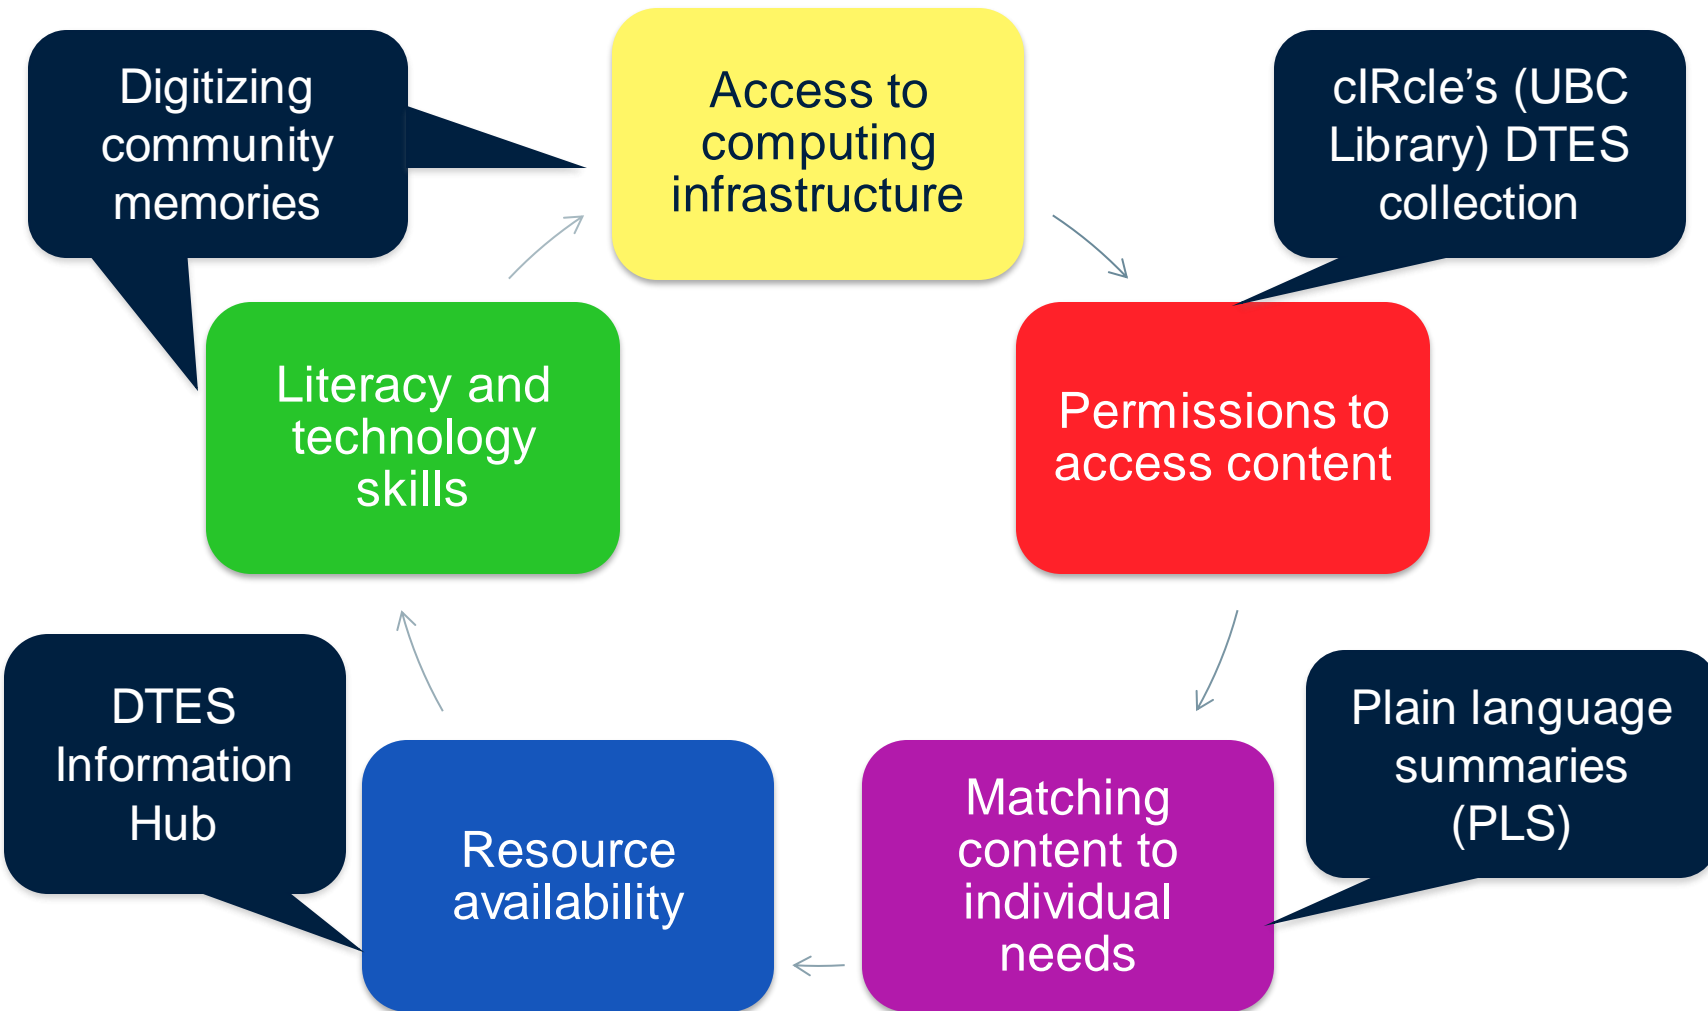 Digitizing
community
memories
Access to
computing
infrastructure
cIRcle’s (UBC
Library) DTES
collection
Literacy and
technology
skills
Permissions to
access content
DTES
Information
Hub
Resource
availability
Matching
content to
individual
needs
Plain language
summaries
(PLS)